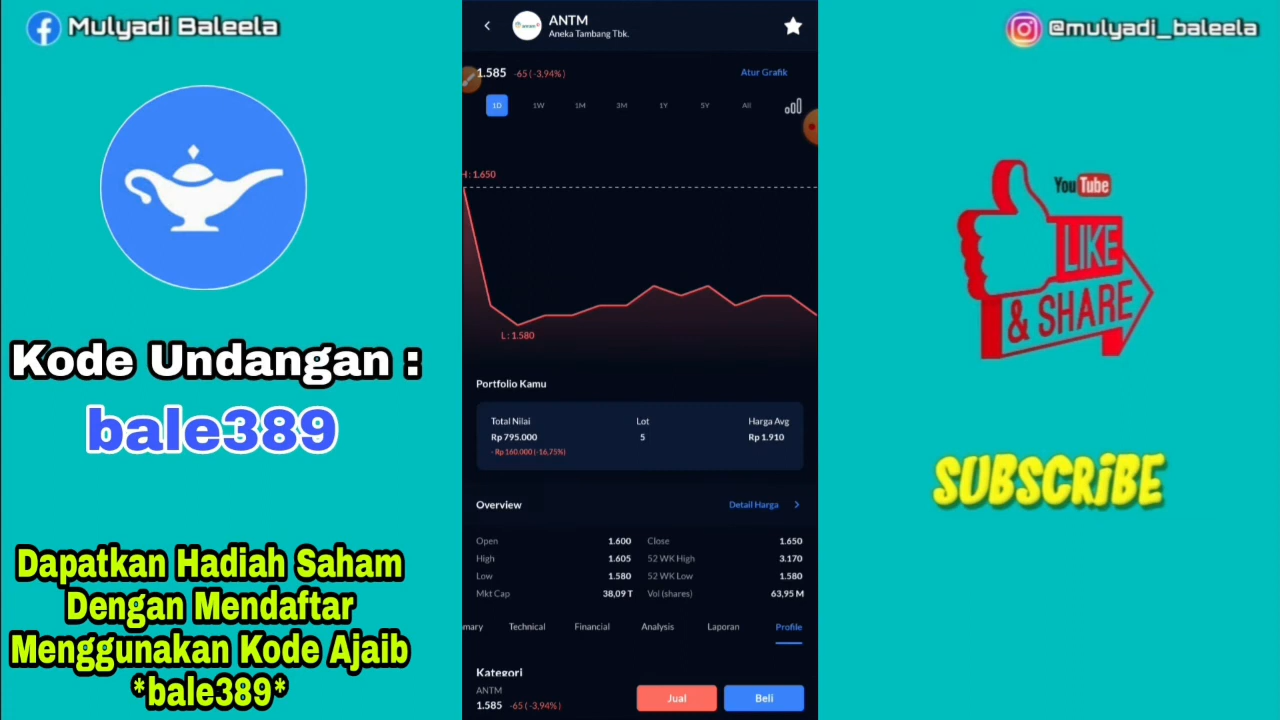 Mulyadi Baleela
@mulyadi_baleela
Kode Undangan :
bale389
Dapatkan Hadiah Saham
Dengan Mendaftar
Menggunakan Kode Ajaib
*bale389*
ANTM
Aneka Tambang Tbk.
1.585 -65 (-3,94%)
Atur Grafik
1D 1W 1M 3M 1Y 5Y All
H : 1.650
L : 1.580
Portfolio Kamu
Total Nilai Lot Harga Avg
Rp 795.000 5 Rp 1.910
- Rp 160.000 (-16,75%)
Overview Detail Harga
Open 1.600 Close 1.650
High 1.605 52 WK High 3.170
Low 1.580 52 WK Low 1.580
Mkt Cap 38,09 T Vol (shares) 63,95 M
mary Technical Financial Analysis Laporan Profile
Kategori
ANTM
1.585 -65 (-3,94%)
Jual Beli
YouTube
LIKE
& SHARE
SUBSCRiBE